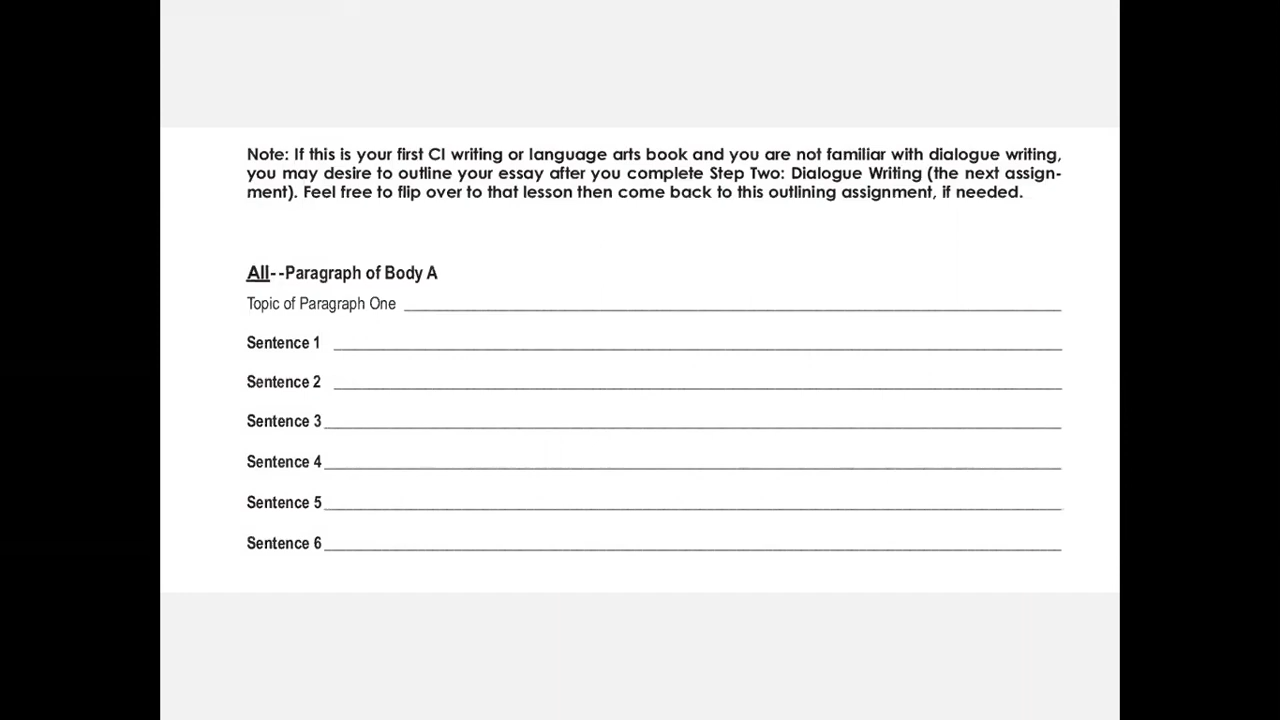 Note: If this is your first CI writing or language arts book and you are not familiar with dialogue writing,
you may desire to outline your essay after you complete Step Two: Dialogue Writing (the next assign-
ment). Feel free to flip over to that lesson then come back to this outlining assignment, if needed.
All--Paragraph of Body A
Topic of Paragraph One
Sentence 1
Sentence 2
Sentence 3
Sentence 4
Sentence 5
Sentence 6